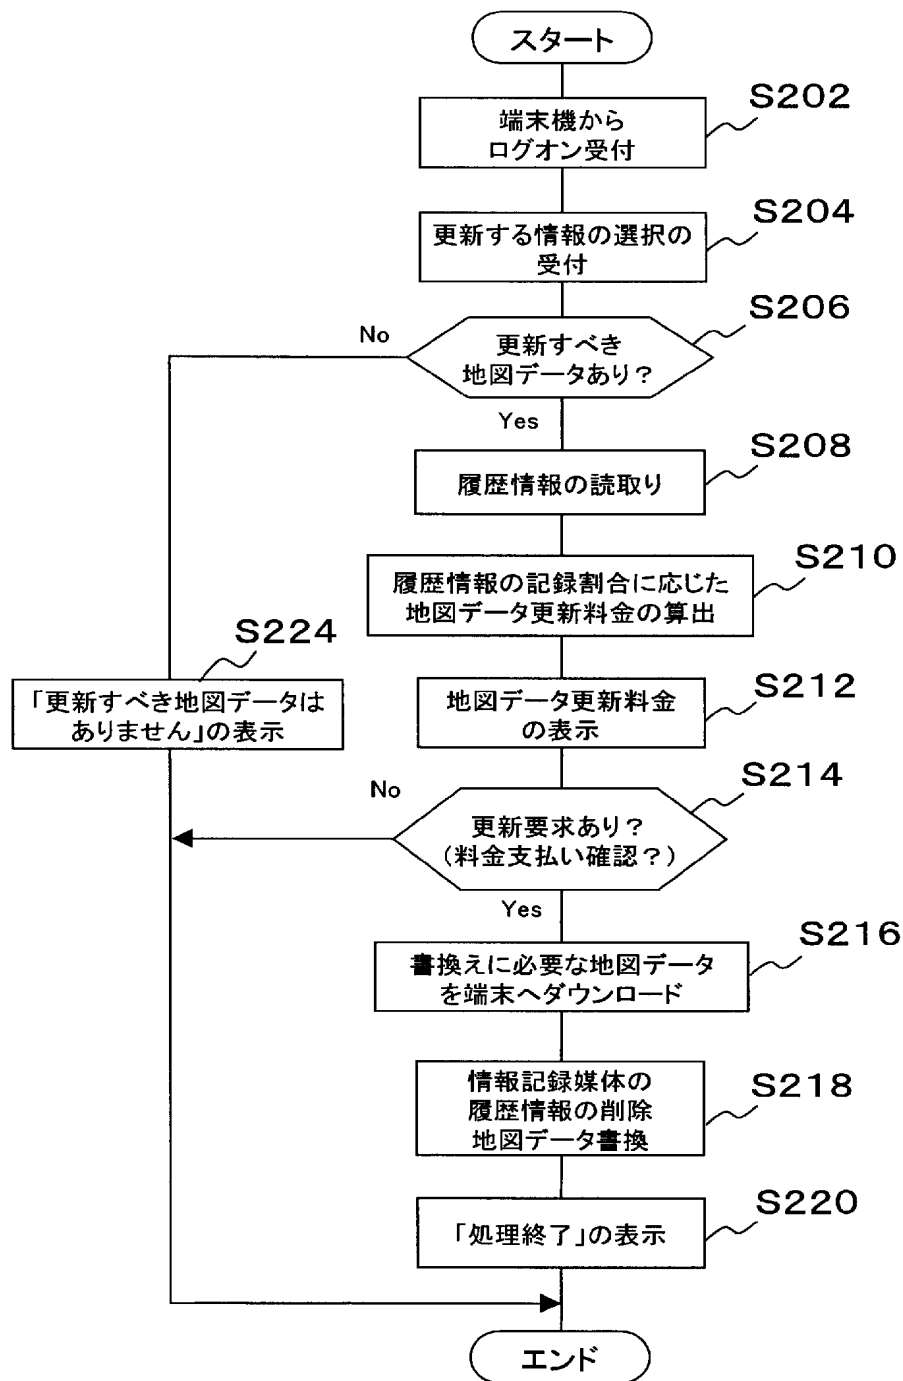 スタート
S202
端末機から
ログオン受付
S204
更新する情報の選択の
受付
S206
No
更新すべき
地図データあり？
Yes
S208
履歴情報の読取り
S210
履歴情報の記録割合に応じた
地図データ更新料金の算出
S224
「更新すべき地図データは
ありません」の表示
S212
地図データ更新料金
の表示
S214
No
更新要求あり？
（料金支払い確認？）
Yes
S216
書換えに必要な地図データ
を端末へダウンロード
S218
情報記録媒体の
履歴情報の削除
地図データ書換
S220
「処理終了」の表示
エンド